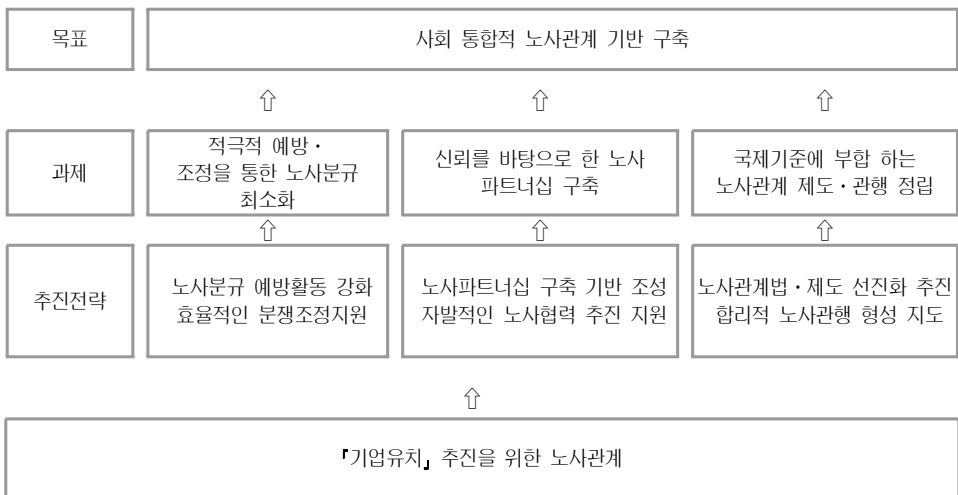 목표
사회 통합적 노사관계 기반 구축
⇧ ⇧ ⇧
과제
적극적 예방・
조정을 통한 노사분규
최소화
신뢰를 바탕으로 한 노사
파트너십 구축
국제기준에 부합 하는
노사관계 제도・관행 정립
⇧ ⇧ ⇧
추진전략
노사분규 예방활동 강화
효율적인 분쟁조정지원
노사파트너십 구축 기반 조성
자발적인 노사협력 추진 지원
노사관계법・제도 선진화 추진
합리적 노사관행 형성 지도
⇧
『기업유치』 추진을 위한 노사관계